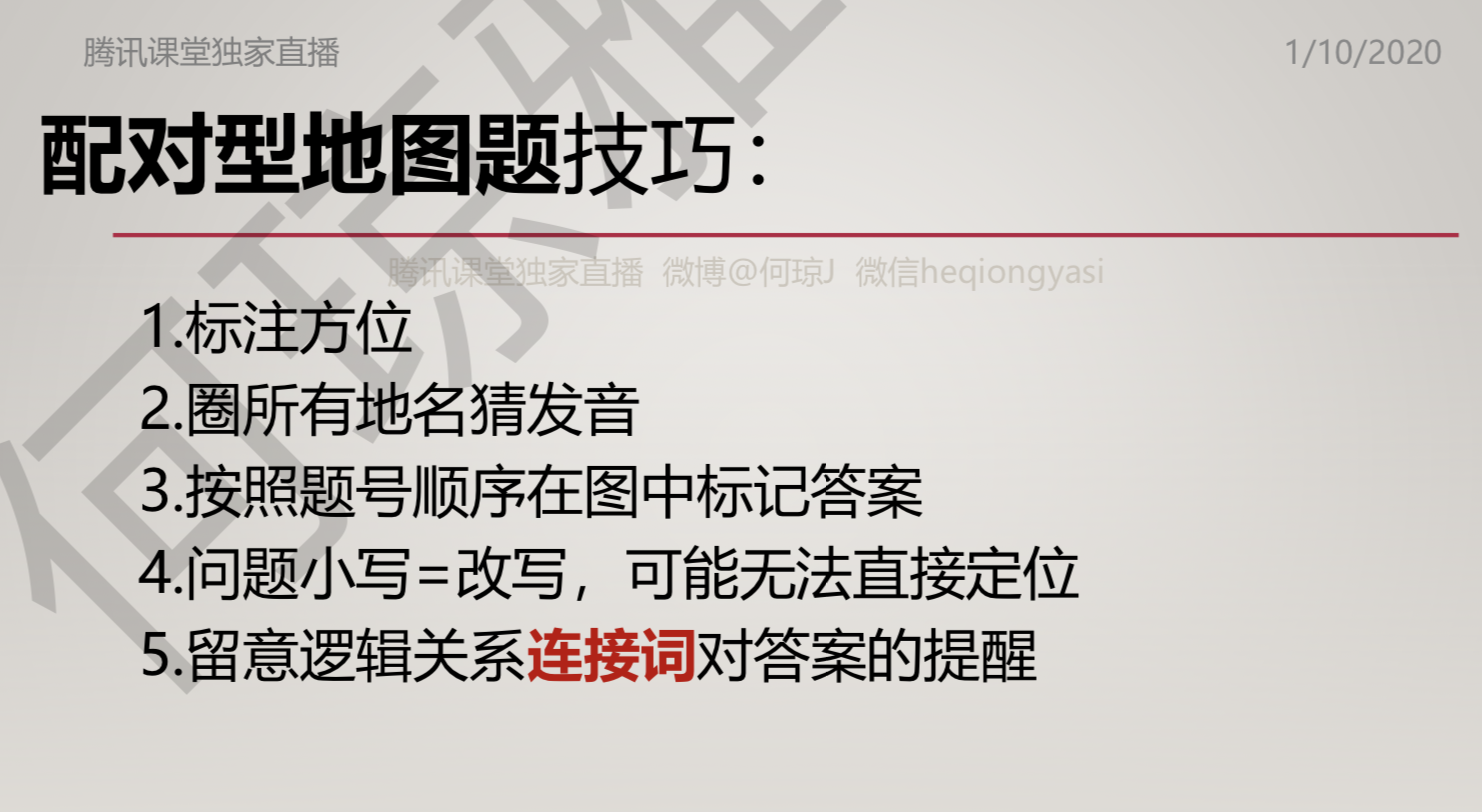 腾讯课堂独家直播 1/10/2020
配对型地图题技巧：
腾讯课堂独家直播 微博@何琼J 微信heqiongyasi
1.标注方位
2.圈所有地名猜发音
3.按照题号顺序在图中标记答案
4.问题小写=改写，可能无法直接定位
5.留意逻辑关系连接词对答案的提醒
何琼雅